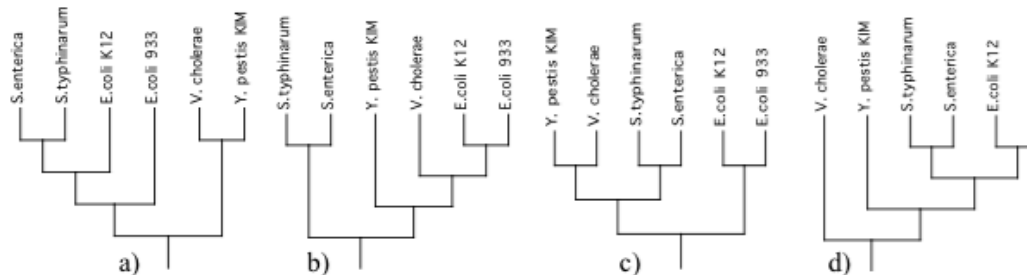 S.enterica
S.typhinarum
E.coli K12
E.coli 933
V. cholerae
Y. pestis KIM
a)
S.typhinarum
S.enterica
Y. pestis KIM
V. cholerae
E.coli K12
E.coli 933
b)
Y. pestis KIM
V. cholerae
S.typhinarum
S.enterica
E.coli K12
E.coli 933
c)
V. cholerae
Y. pestis KIM
S.typhinarum
S.enterica
E.coli K12
d)